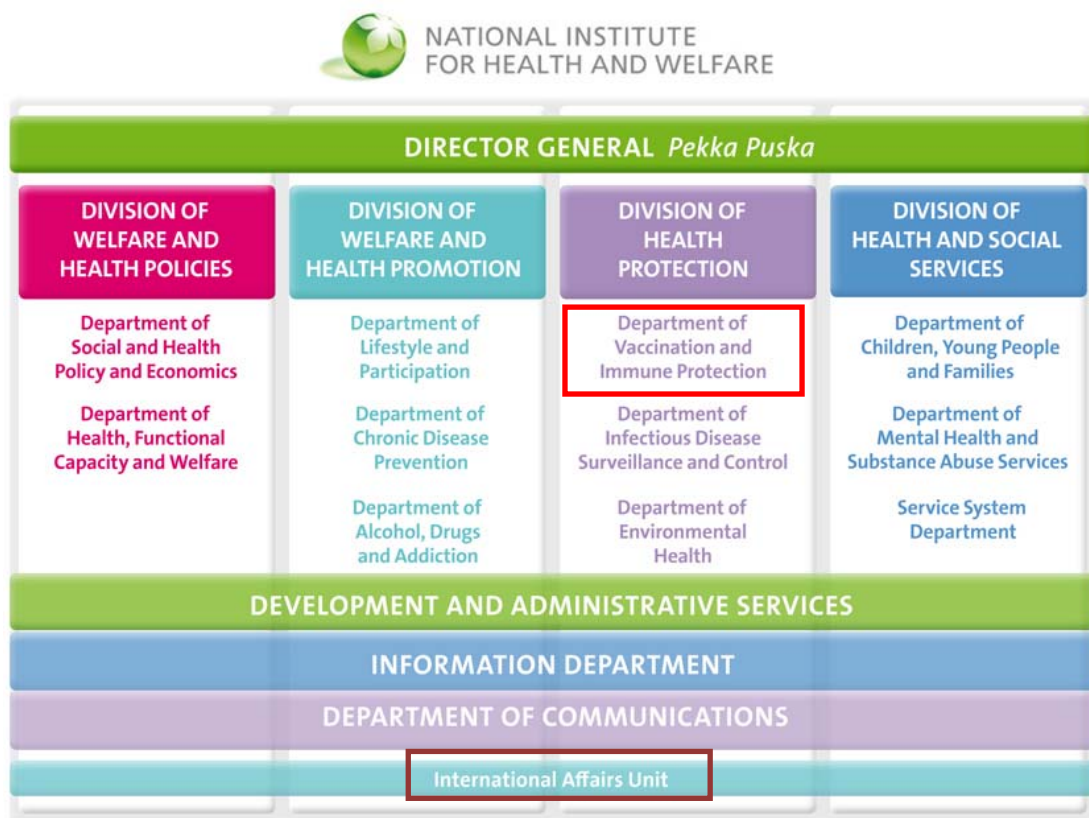 NATIONAL INSTITUTE
FOR HEALTH AND WELFARE
DIRECTOR GENERAL Pekka Puska
DIVISION OF
WELFARE AND
HEALTH POLICIES
Department of
Social and Health
Policy and Economics
Department of
Health, Functional
Capacity and Welfare
DIVISION OF
WELFARE AND
HEALTH PROMOTION
Department of
Lifestyle and
Participation
Department of
Chronic Disease
Prevention
Department of
Alcohol, Drugs
and Addiction
DIVISION OF
HEALTH
PROTECTION
Department of
Vaccination and
Immune Protection
Department of
Infectious Disease
Surveillance and Control
Department of
Environmental
Health
DIVISION OF
HEALTH AND SOCIAL
SERVICES
Department of
Children, Young People
and Families
Department of
Mental Health and
Substance Abuse Services
Service System
Department
DEVELOPMENT AND ADMINISTRATIVE SERVICES
INFORMATION DEPARTMENT
DEPARTMENT OF COMMUNICATIONS
International Affairs Unit